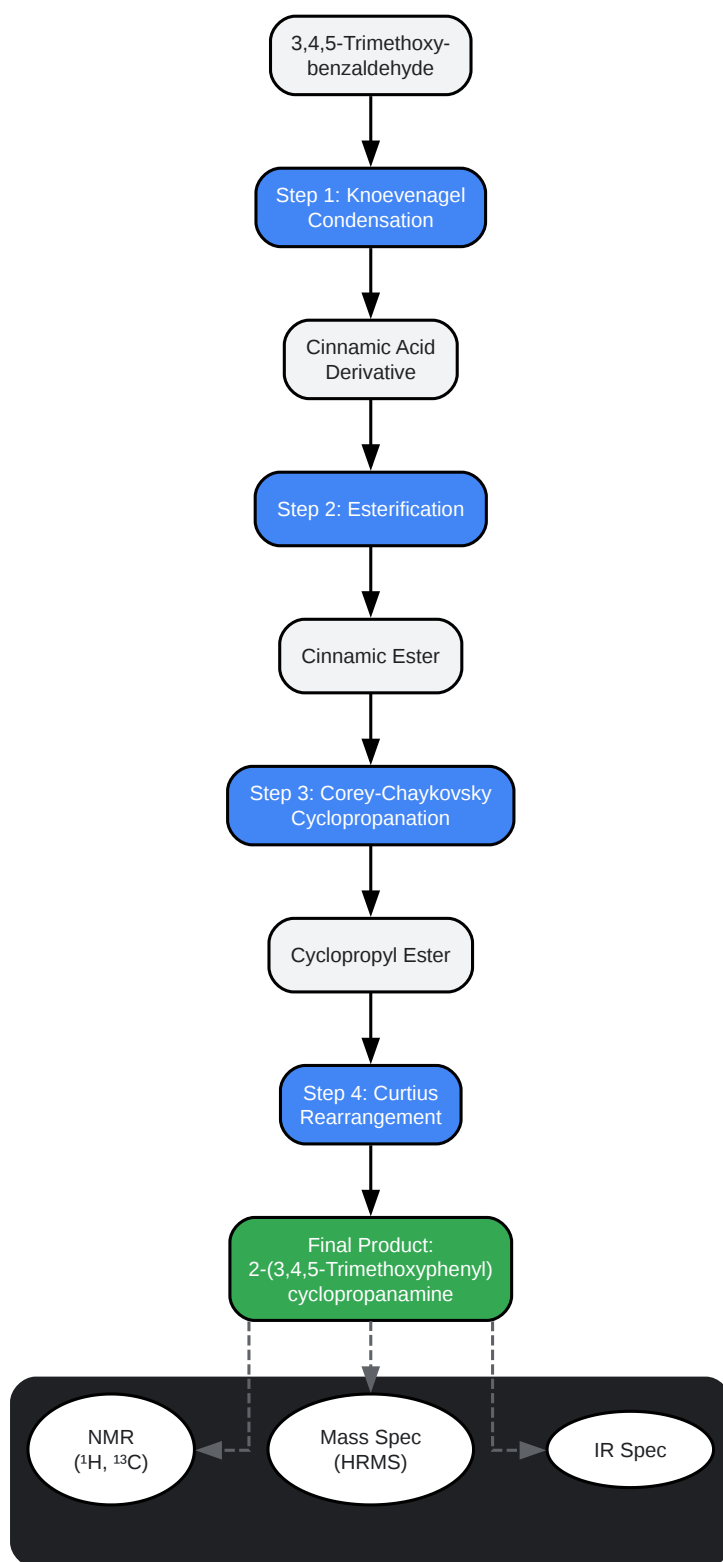 3,4,5-Trimethoxy-
benzaldehyde
Step 1: Knoevenagel
Condensation
Cinnamic Acid
Derivative
Step 2: Esterification
Cinnamic Ester
Step 3: Corey-Chaykovsky
Cyclopropanation
Cyclopropyl Ester
Step 4: Curtius
Rearrangement
Final Product:
2-(3,4,5-Trimethoxyphenyl)
cyclopropanamine
NMR
(¹H, ¹³C)
Mass Spec
(HRMS)
IR Spec